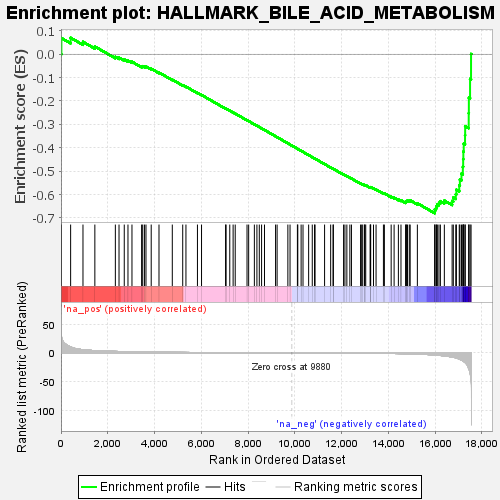 Enrichment plot: HALLMARK_BILE_ACID_METABOLISM
Enrichment score (ES)
0.1
0.0
-0.1
-0.2
-0.3
-0.4
-0.5
-0.6
-0.7
'na_pos' (positively correlated)
Ranked list metric (PreRanked)
50
0
-50
-100
Zero cross at 9880
'na_neg' (negatively correlated)
0
2,000
4,000
6,000
8,000
10,000
12,000
14,000
16,000
18,000
Rank in Ordered Dataset
Enrichment profile
Hits
Ranking metric scores